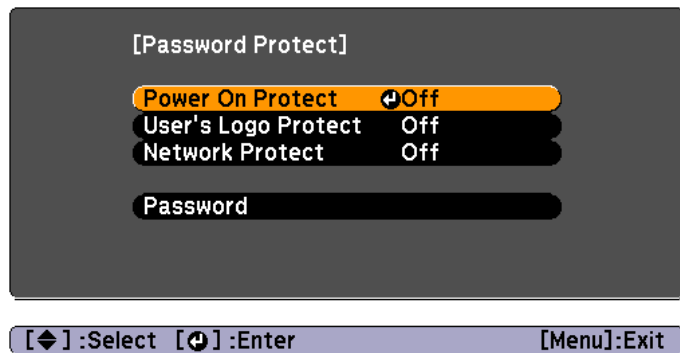 [Password Protect]
Power On Protect Off
User's Logo Protect Off
Network Protect Off
Password
[ ] :Select [ ] :Enter [Menu]:Exit